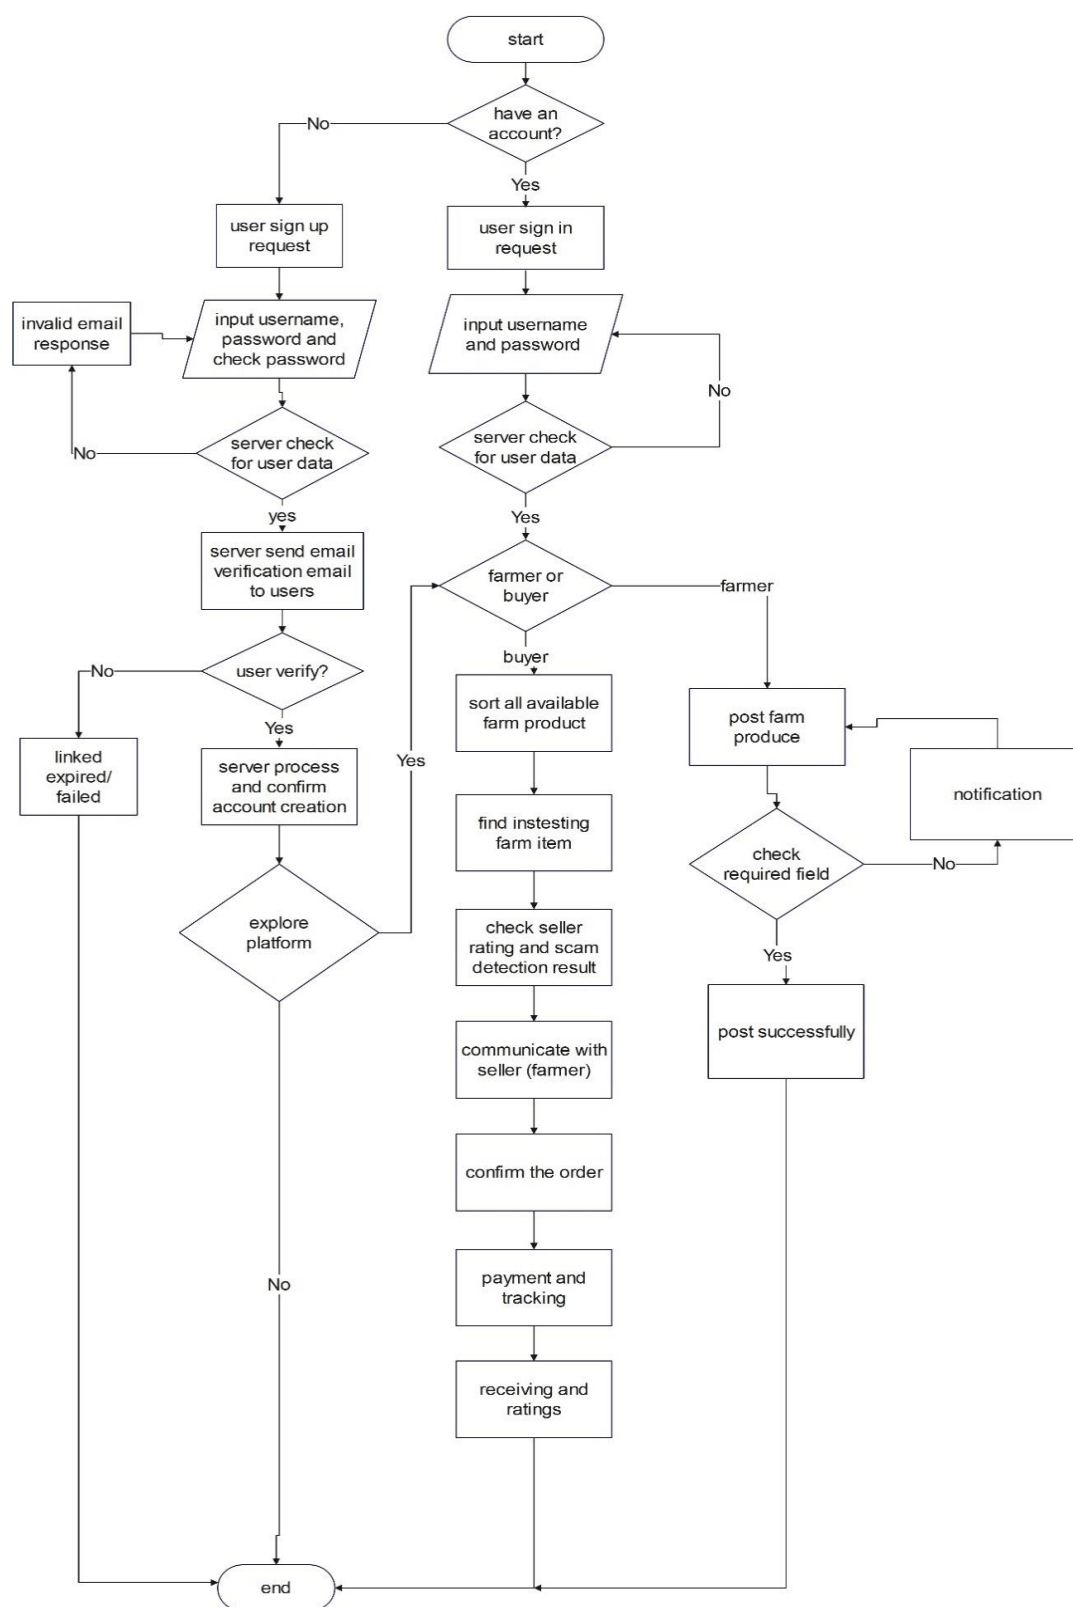 start
have an
account?
No
Yes
user sign up
request
user sign in
request
invalid email
response
input username,
password and
check password
input username
and password
No
server check
for user data
No
server check
for user data
yes
Yes
server send email
verification email
to users
farmer or
buyer
farmer
buyer
user verify?
No
Yes
linked
expired/
failed
server process
and confirm
account creation
Yes
explore
platform
No
sort all available
farm product
find instesting
farm item
check seller
rating and scam
detection result
communicate with
seller (farmer)
confirm the order
payment and
tracking
receiving and
ratings
post farm
produce
notification
check
required field
No
Yes
post successfully
end